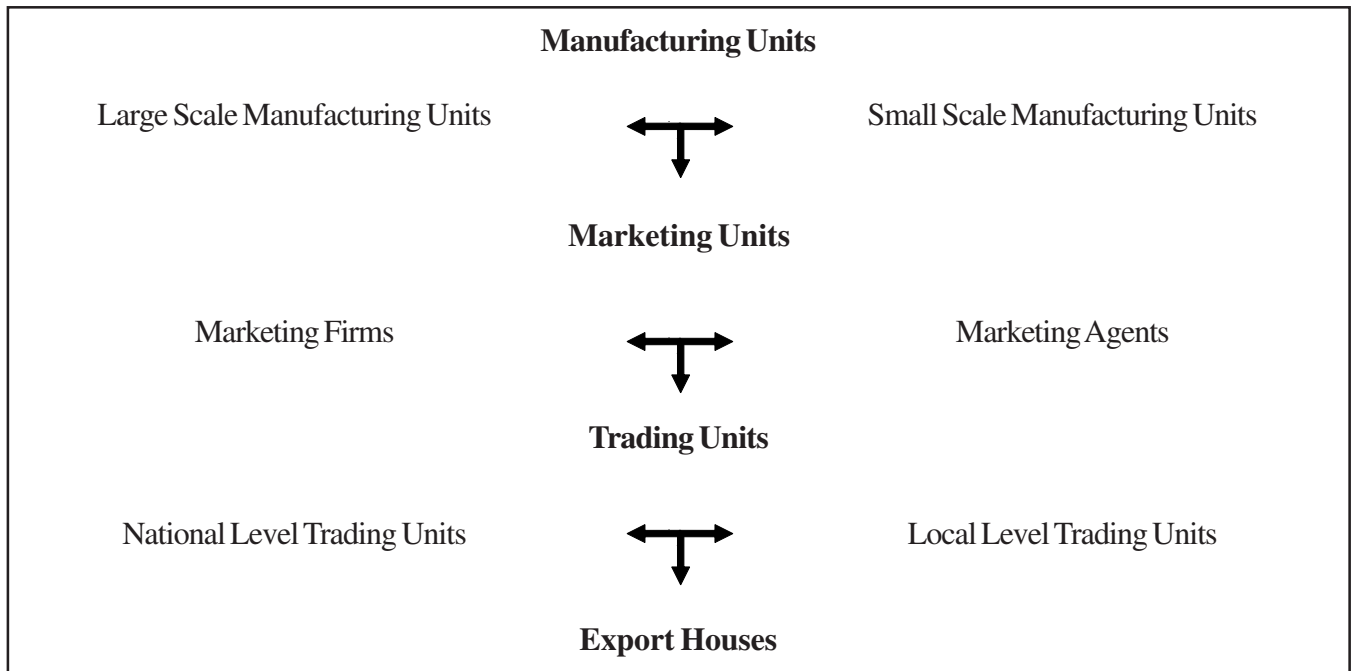 Manufacturing Units
Large Scale Manufacturing Units
Small Scale Manufacturing Units
Marketing Units
Marketing Firms
Marketing Agents
Trading Units
National Level Trading Units
Local Level Trading Units
Export Houses